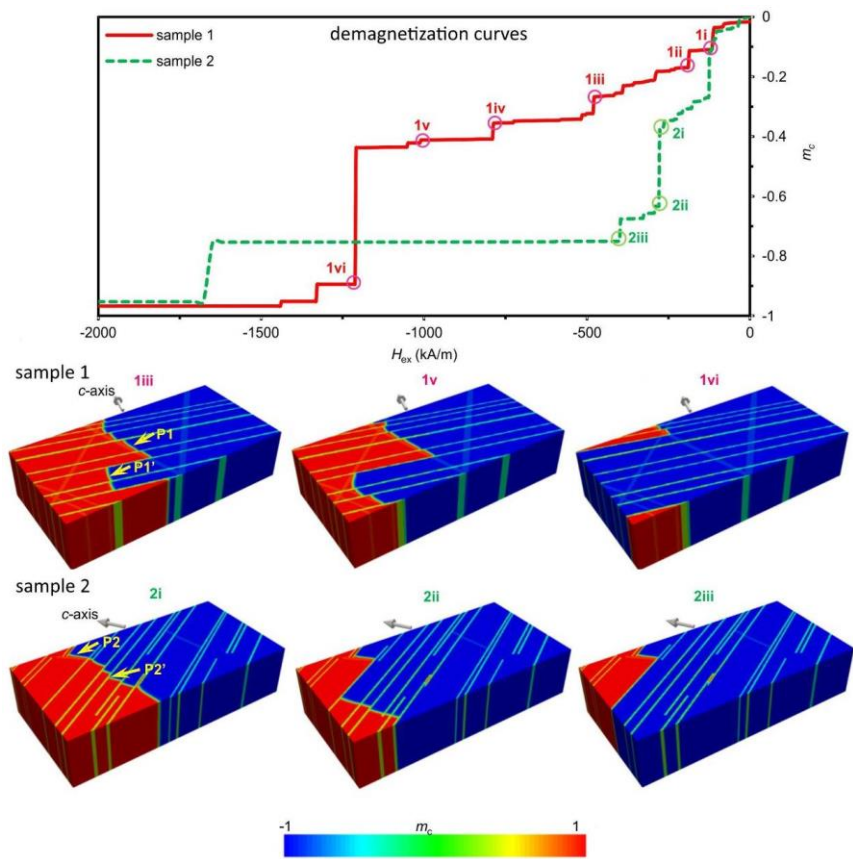 demagnetization curves
sample 1
sample 2
0
-0.2
-0.4
-0.6
-0.8
-1
mc
1i
1ii
1iii
1iv
1v
1vi
2i
2ii
2iii
-2000
-1500
-1000
-500
0
Hex (kA/m)
sample 1
1iii
1v
1vi
c-axis
P1
P1'
sample 2
2i
2ii
2iii
c-axis
P2
P2'
-1
mc
1